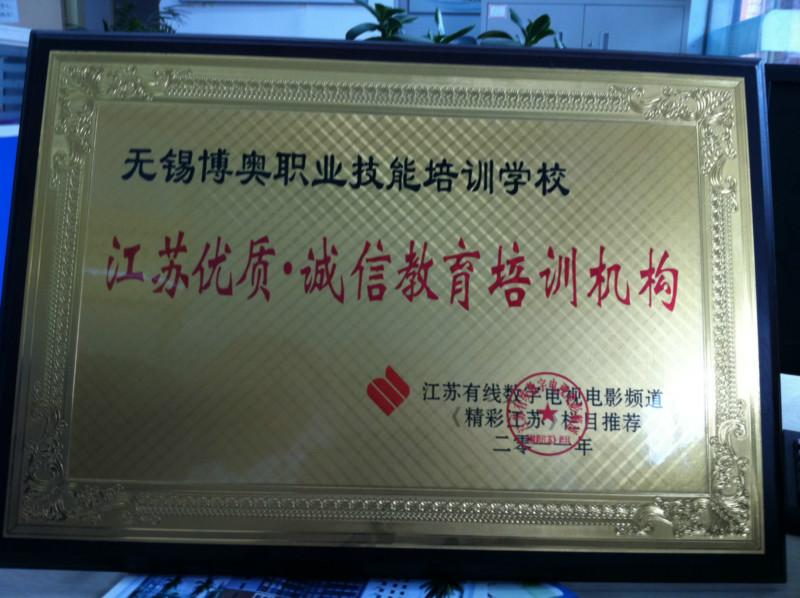 无锡博奥职业技能培训学校
江苏优质·诚信教育培训机构
江苏有线数字电视电影频道
《精彩江苏》栏目推荐
二零 年